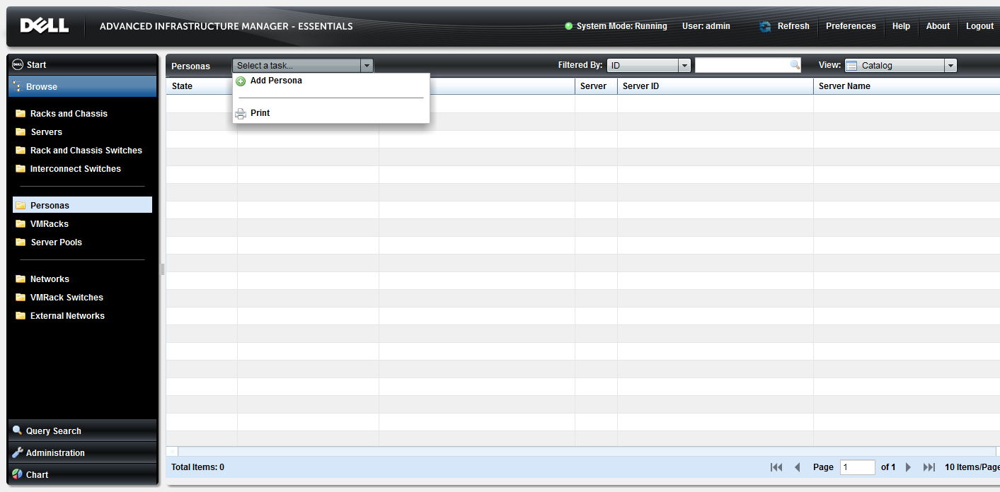 DELL
ADVANCED INFRASTRUCTURE MANAGER - ESSENTIALS
System Mode: Running
User: admin
Refresh
Preferences
Help
About
Logout
Start
Browse
Racks and Chassis
Servers
Rack and Chassis Switches
Interconnect Switches
Personas
VMRacks
Server Pools
Networks
VMRack Switches
External Networks
Query Search
Administration
Chart
Personas
Select a task...
Filtered By:
ID
View:
Catalog
Add Persona
Print
State
Server
Server ID
Server Name
Total Items: 0
Page
1
of 1
10 Items/Page